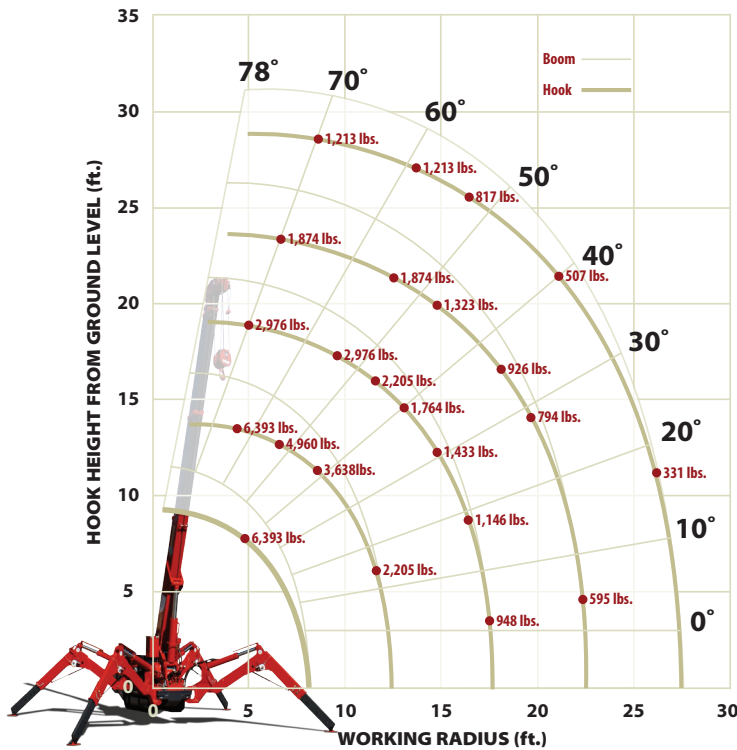 35
30
25
20
15
10
5
0
HOOK HEIGHT FROM GROUND LEVEL (ft.)
Boom
Hook
78°
70°
60°
50°
40°
30°
20°
10°
0°
1,213 lbs.
1,213 lbs.
817 lbs.
507 lbs.
331 lbs.
1,874 lbs.
1,874 lbs.
1,323 lbs.
926 lbs.
794 lbs.
595 lbs.
2,976 lbs.
2,976 lbs.
2,205 lbs.
1,764 lbs.
1,433 lbs.
1,146 lbs.
948 lbs.
6,393 lbs.
4,960 lbs.
3,638lbs.
2,205 lbs.
6,393 lbs.
0 5 10 15 20 25 30
WORKING RADIUS (ft.)